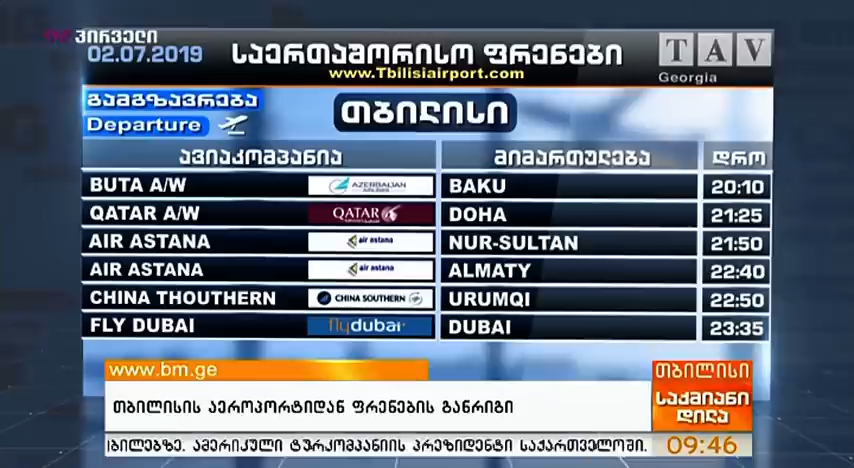 პირველი
02.07.2019
საერთაშორისო ფრენები
www.Tbilisiairport.com
TAV
Georgia
გამგზავრება
Departure
თბილისი
ავიაკომპანია მიმართულება დრო
BUTA A/W AZERBAIJAN AIRLINES BAKU 20:10
QATAR A/W QATAR DOHA 21:25
AIR ASTANA air astana NUR-SULTAN 21:50
AIR ASTANA air astana ALMATY 22:40
CHINA THOUTHERN CHINA SOUTHERN URUMQI 22:50
FLY DUBAI flydubai DUBAI 23:35
www.bm.ge
თბილისის აეროპორტიდან ფრენების განრიგი
თბილისი
საქმიანი
დილა
09:46
ᲘᲑᲘᲚᲔᲑᲖᲔ. ამერიკული ტურკომპანიის პრეზიდენტი საქართველოში.